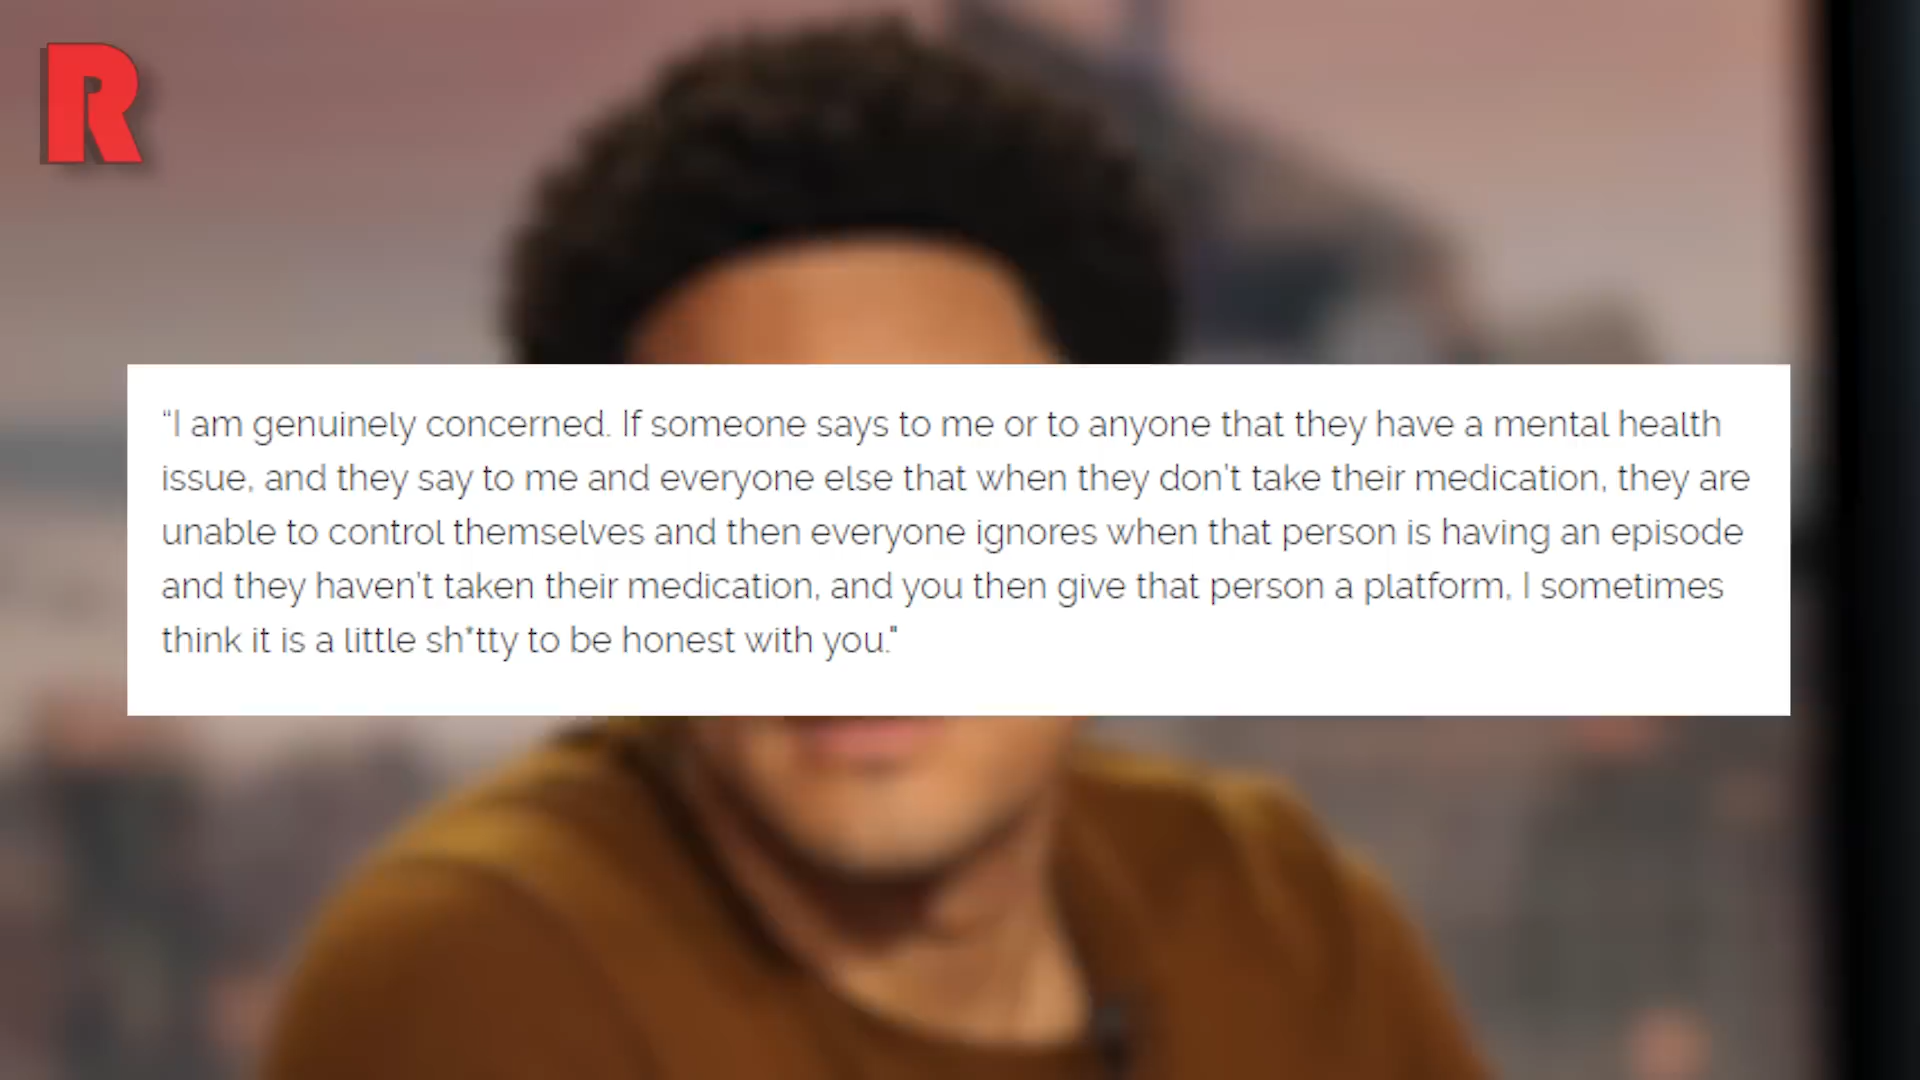 R
“I am genuinely concerned. If someone says to me or to anyone that they have a mental health
issue, and they say to me and everyone else that when they don't take their medication, they are
unable to control themselves and then everyone ignores when that person is having an episode
and they haven't taken their medication, and you then give that person a platform, I sometimes
think it is a little sh*tty to be honest with you."